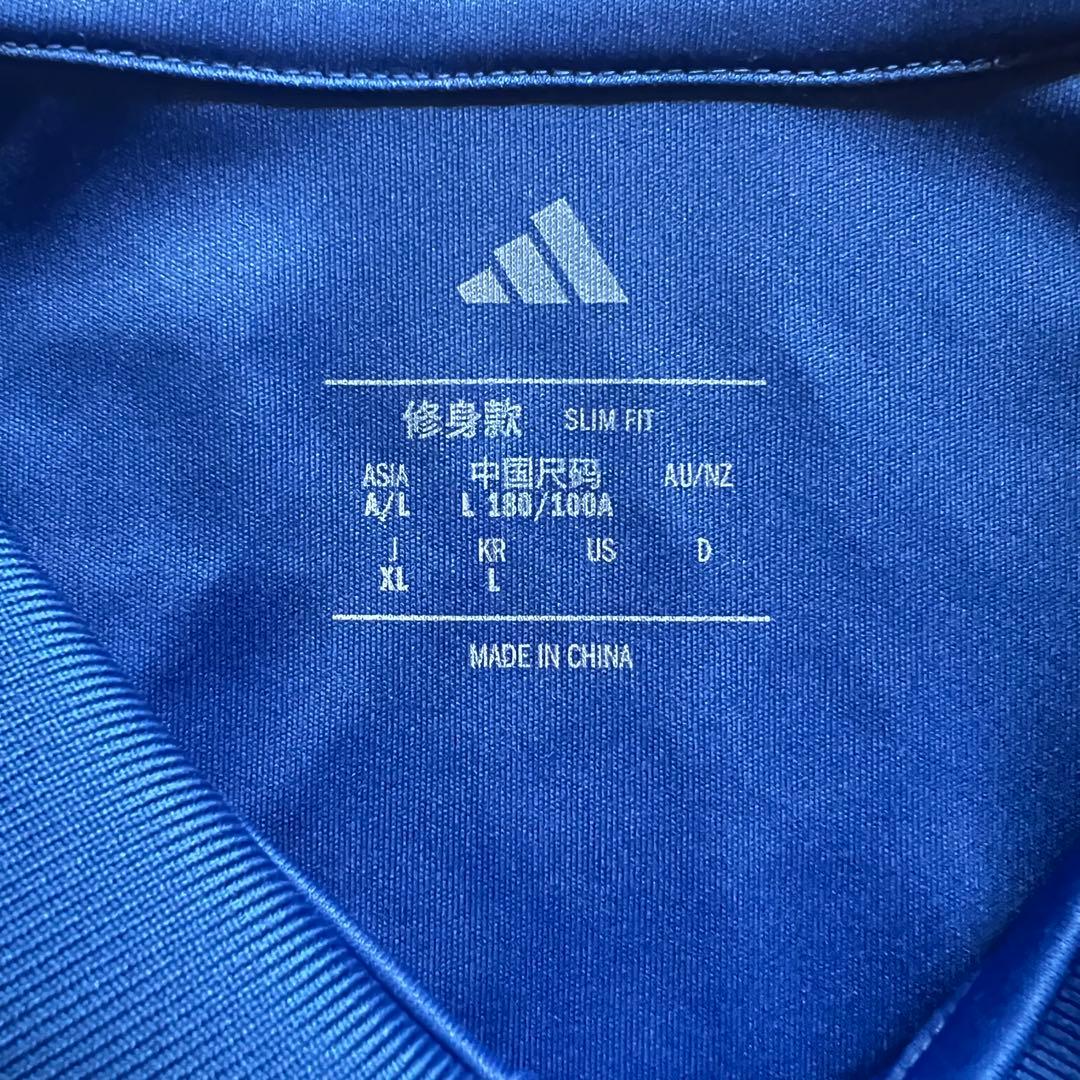 修身款 SLIM FIT
ASIA 中国尺码 AU/NZ
A/L L 180/100A
J KR US D
XL L
MADE IN CHINA